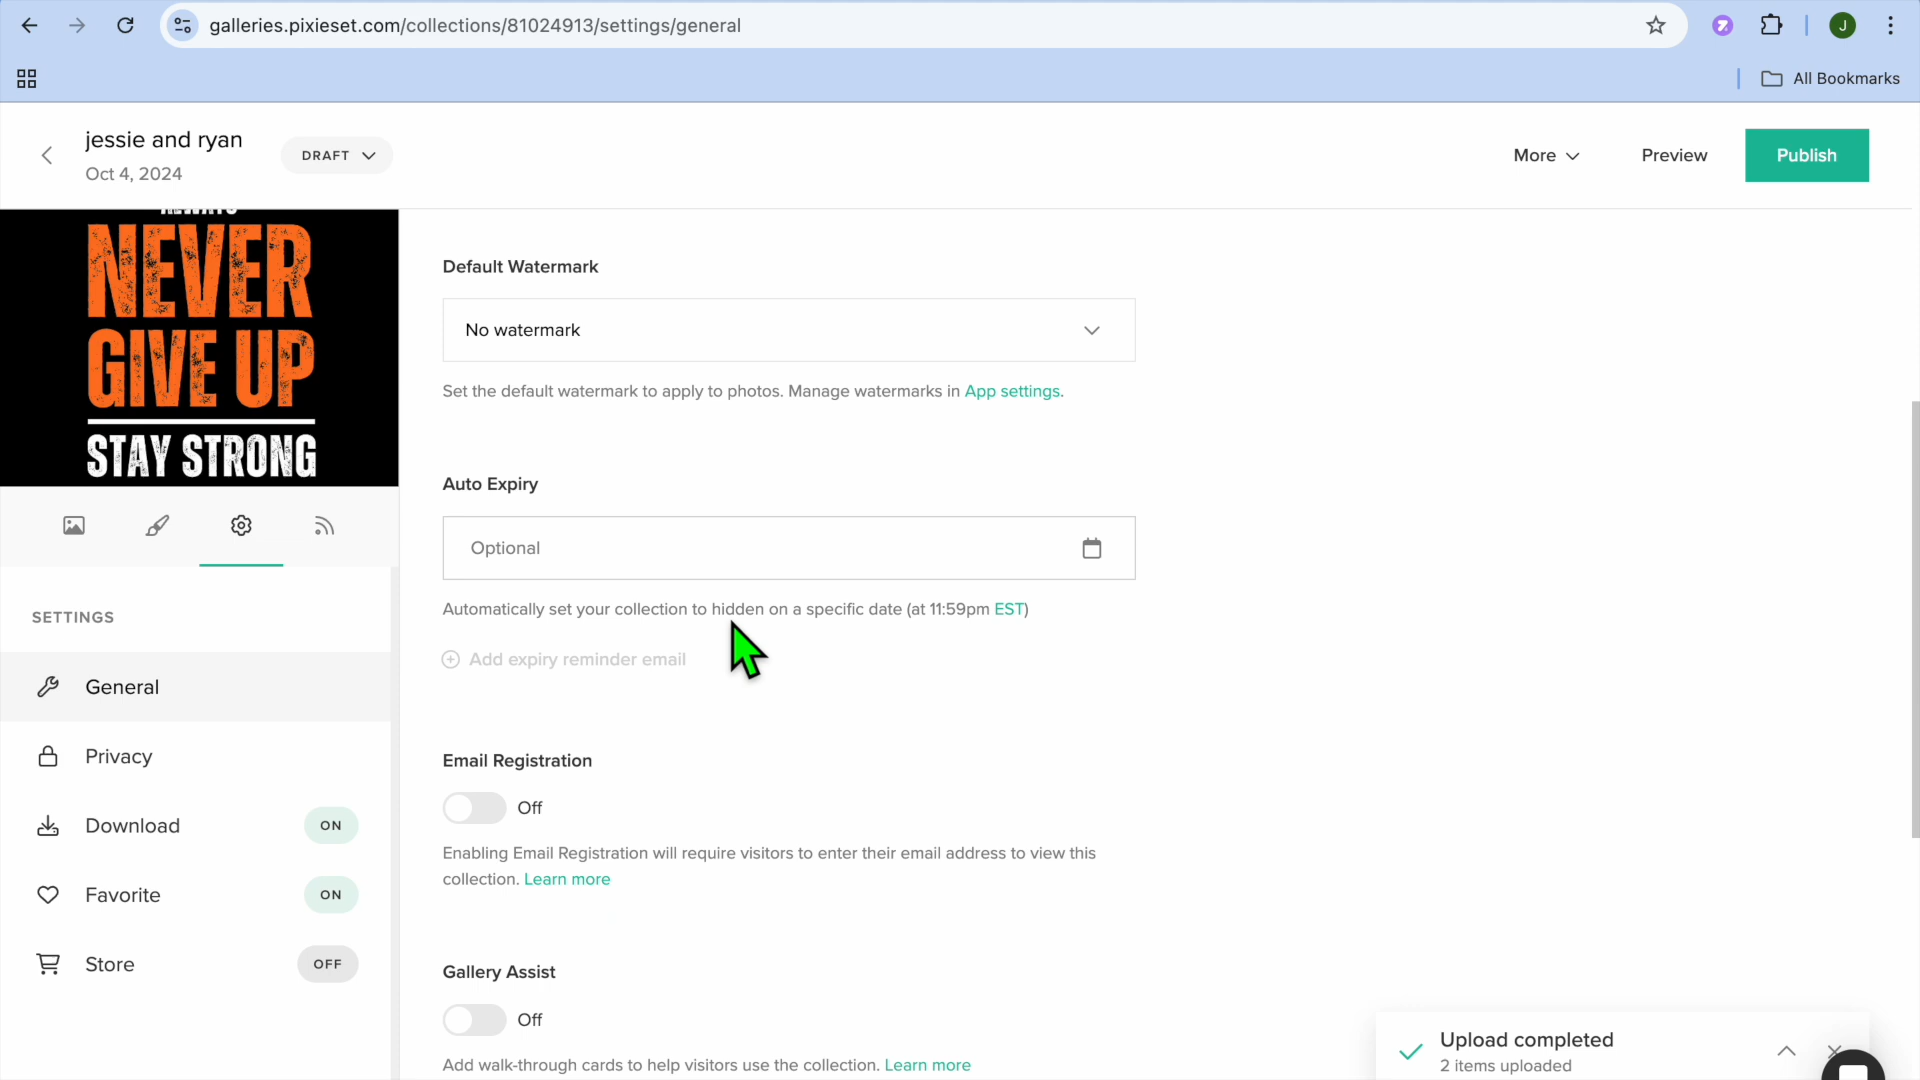 galleries.pixieset.com/collections/81024913/settings/general
J
All Bookmarks
jessie and ryan
Oct 4, 2024
DRAFT
More
Preview
Publish
ALWAYS
NEVER
GIVE UP
STAY STRONG
SETTINGS
General
Privacy
Download ON
Favorite ON
Store OFF
Default Watermark
No watermark
Set the default watermark to apply to photos. Manage watermarks in App settings.
Auto Expiry
Optional
Automatically set your collection to hidden on a specific date (at 11:59pm EST)
Add expiry reminder email
Email Registration
Off
Enabling Email Registration will require visitors to enter their email address to view this
collection. Learn more
Gallery Assist
Off
Add walk-through cards to help visitors use the collection. Learn more
Upload completed
2 items uploaded